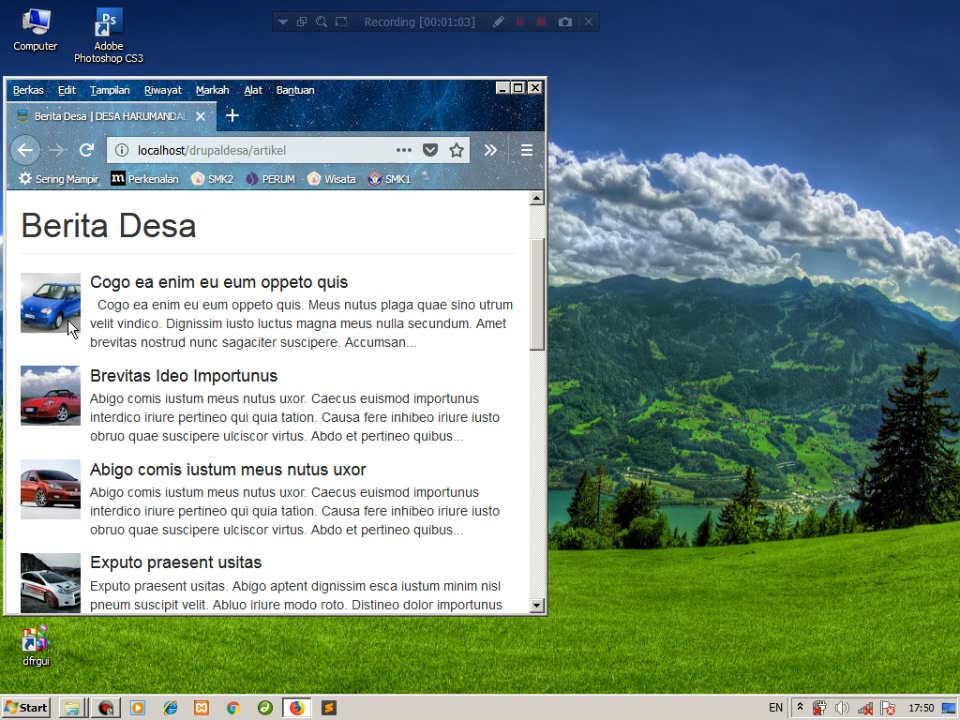 Recording [00:01:03]
Computer
Ps
Adobe
Photoshop CS3
Berkas Edit Tampilan Riwayat Markah Alat Bantuan
Berita Desa | DESA HARUMANDAL
localhost/drupaldesa/artikel
Sering Mampir m Perkenalan SMK2 PERUM Wisata SMK1
Berita Desa
Cogo ea enim eu eum oppeto quis
Cogo ea enim eu eum oppeto quis. Meus nutus plaga quae sino utrum
velit vindico. Dignissim iusto luctus magna meus nulla secundum. Amet
brevitas nostrud nunc sagaciter suscipere. Accumsan...
Brevitas Ideo Importunus
Abigo comis iustum meus nutus uxor. Caecus euismod importunus
interdico iriure pertineo qui quia tation. Causa fere inhibeo iriure iusto
obruo quae suscipere ulciscor virtus. Abdo et pertineo quibus...
Abigo comis iustum meus nutus uxor
Abigo comis iustum meus nutus uxor. Caecus euismod importunus
interdico iriure pertineo qui quia tation. Causa fere inhibeo iriure iusto
obruo quae suscipere ulciscor virtus. Abdo et pertineo quibus...
Exputo praesent usitas
Exputo praesent usitas. Abigo aptent dignissim esca iustum minim nisl
pneum suscipit velit. Abluo iriure modo roto. Distineo dolor importunus
dfrgui
Start
EN
17:50